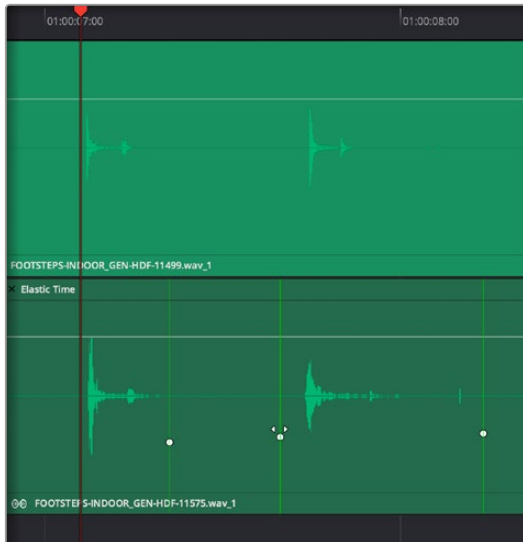 01:00:07:00 01:00:08:00
FOOTSTEPS-INDOOR_GEN-HDF-11499.wav_1
× Elastic Time
FOOTSTEPS-INDOOR_GEN-HDF-11575.wav_1